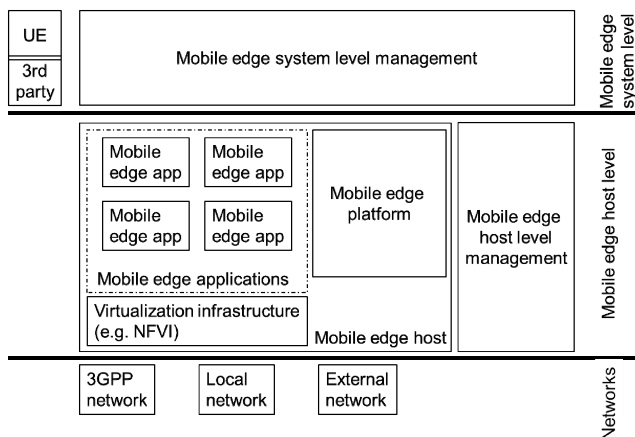 UE
3rd
party
Mobile edge system level management
Mobile edge
system level
Mobile
edge app
Mobile
edge app
Mobile
edge app
Mobile
edge app
Mobile edge applications
Mobile edge
platform
Virtualization infrastructure
(e.g. NFVI)
Mobile edge host
Mobile edge
host level
management
Mobile edge host level
3GPP
network
Local
network
External
network
Networks